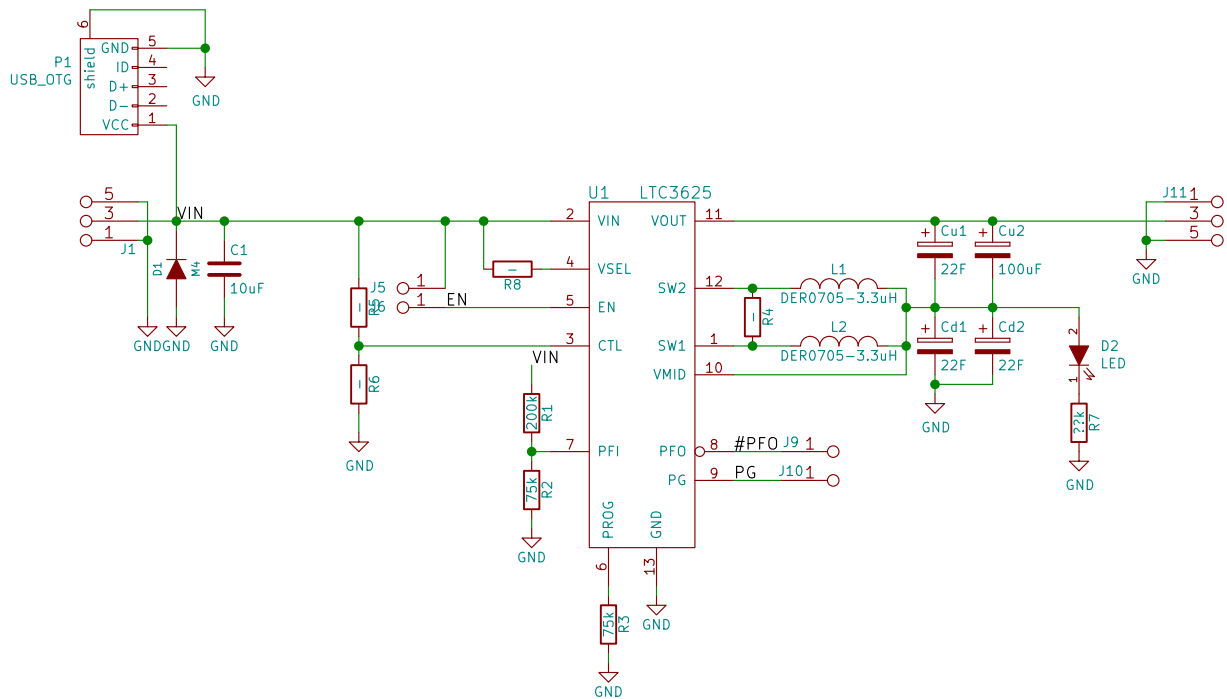 6
shield
GND 5
ID 4
D+ 3
D− 2
VCC 1
P1
USB_OTG
GND
5
3
1
J1
VIN
D1
M4
C1
10uF
GND
GND
GND
J5
1
J6
1
EN
R5
−
R6
−
GND
R8
−
VIN
200k
R1
75k
R2
GND
U1 LTC3625
2 VIN
4 VSEL
5 EN
3 CTL
7 PFI
PROG
6
GND
13
VOUT 11
SW2 12
SW1 1
VMID 10
PFO 8
PG 9
75k
R3
GND
GND
R4
−
L1
DER0705−3.3uH
L2
DER0705−3.3uH
#PFO J9 1
PG J10 1
Cu1
+
22F
Cu2
+
100uF
Cd1
+
22F
Cd2
+
22F
GND
2
D2
LED
1
??k
R7
GND
J11 1
3
5
GND